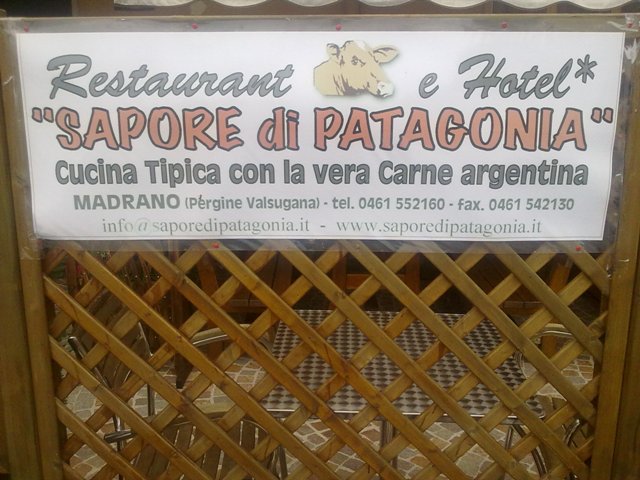 Restaurant e Hotel*
"SAPORE di PATAGONIA"
Cucina Tipica con la vera Carne argentina
MADRANO (Pérgine Valsugana) - tel. 0461 552160 - fax. 0461 542130
info@saporedipatagonia.it - www.saporedipatagonia.it